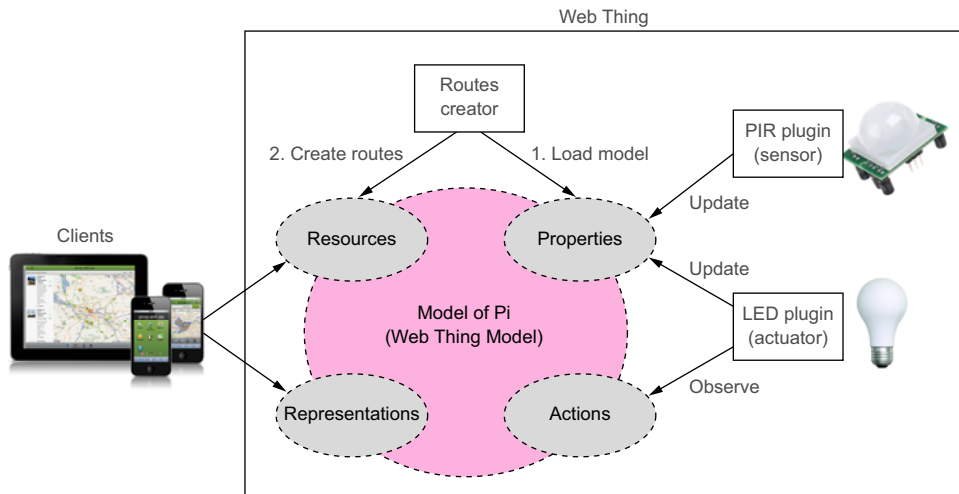 Web Thing
Routes
creator
PIR plugin
(sensor)
2. Create routes
1. Load model
Update
Clients
Resources
Properties
Update
Model of Pi
(Web Thing Model)
LED plugin
(actuator)
Observe
Representations
Actions